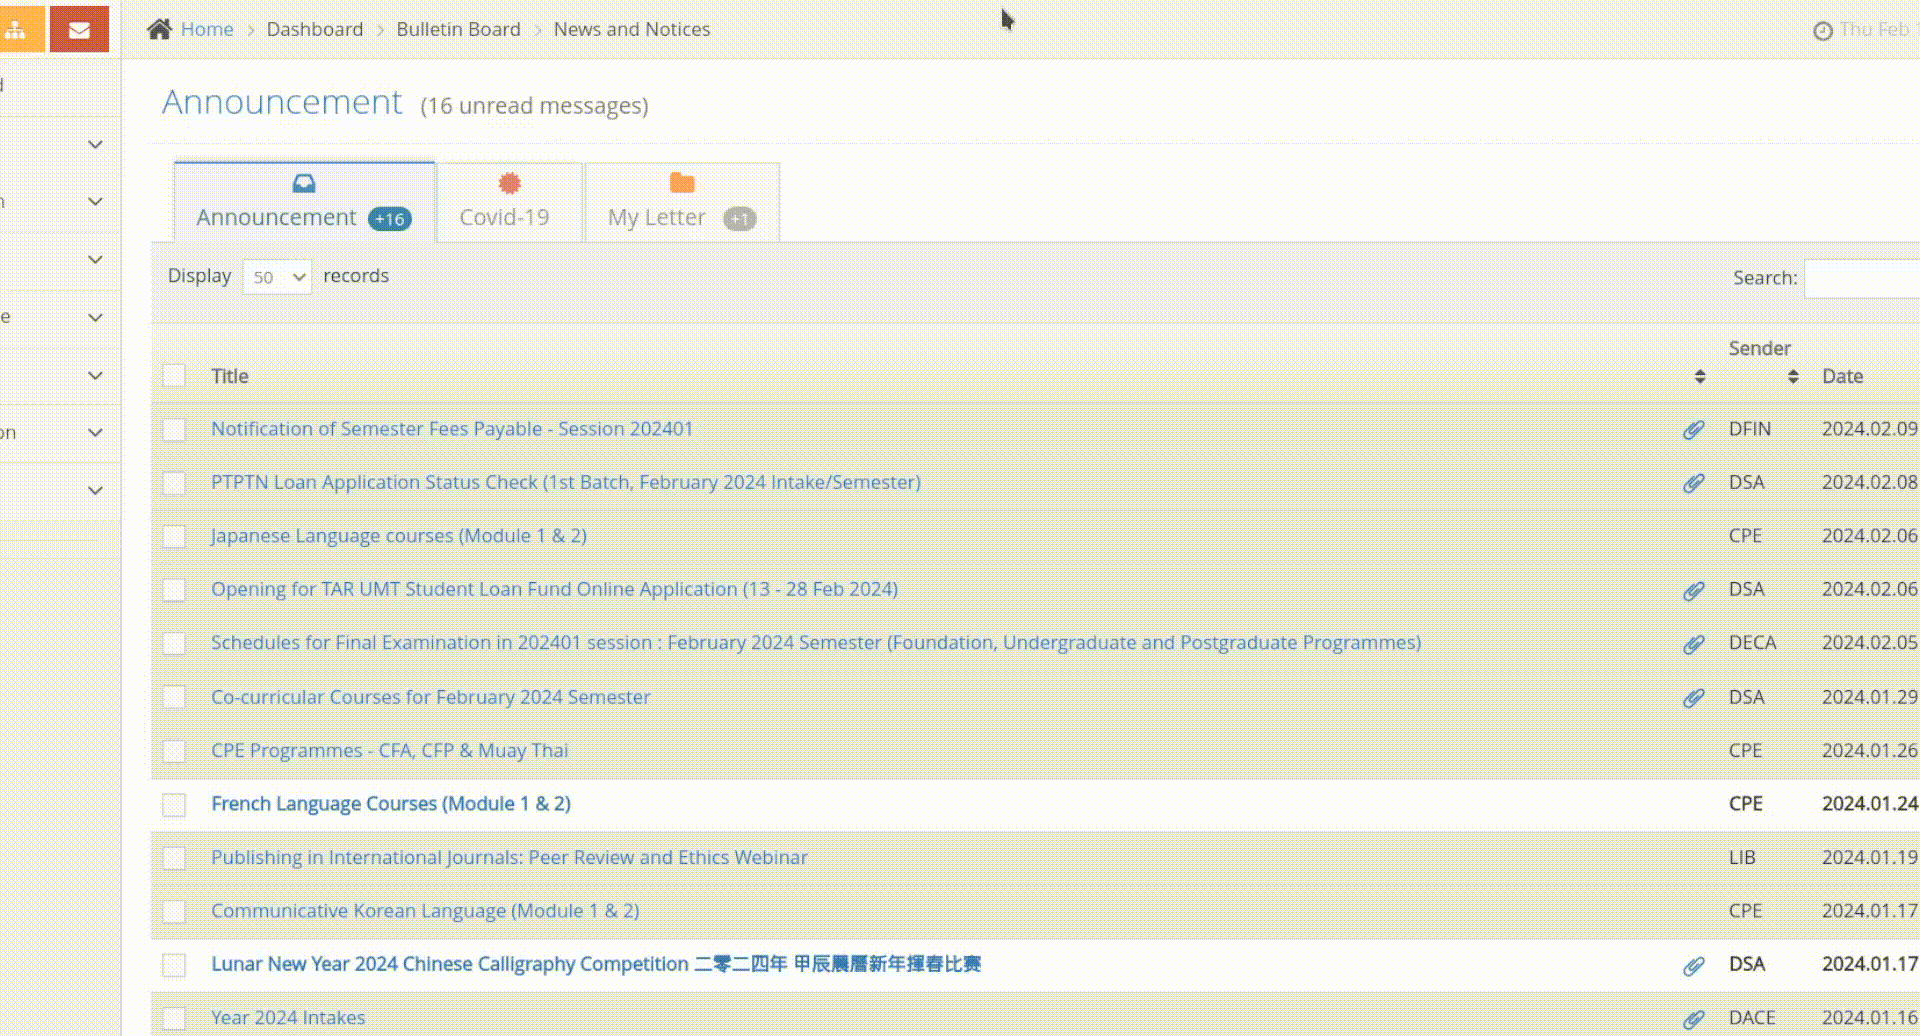 Home > Dashboard > Bulletin Board > News and Notices
Thu Feb
Announcement (16 unread messages)
Announcement +16
Covid-19
My Letter +1
Display 50 records
Search:
Title Sender Date
Notification of Semester Fees Payable - Session 202401 DFIN 2024.02.09
PTPTN Loan Application Status Check (1st Batch, February 2024 Intake/Semester) DSA 2024.02.08
Japanese Language courses (Module 1 & 2) CPE 2024.02.06
Opening for TAR UMT Student Loan Fund Online Application (13 - 28 Feb 2024) DSA 2024.02.06
Schedules for Final Examination in 202401 session : February 2024 Semester (Foundation, Undergraduate and Postgraduate Programmes) DECA 2024.02.05
Co-curricular Courses for February 2024 Semester DSA 2024.01.29
CPE Programmes - CFA, CFP & Muay Thai CPE 2024.01.26
French Language Courses (Module 1 & 2) CPE 2024.01.24
Publishing in International Journals: Peer Review and Ethics Webinar LIB 2024.01.19
Communicative Korean Language (Module 1 & 2) CPE 2024.01.17
Lunar New Year 2024 Chinese Calligraphy Competition 二零二四年 甲辰農曆新年揮春比赛 DSA 2024.01.17
Year 2024 Intakes DACE 2024.01.16